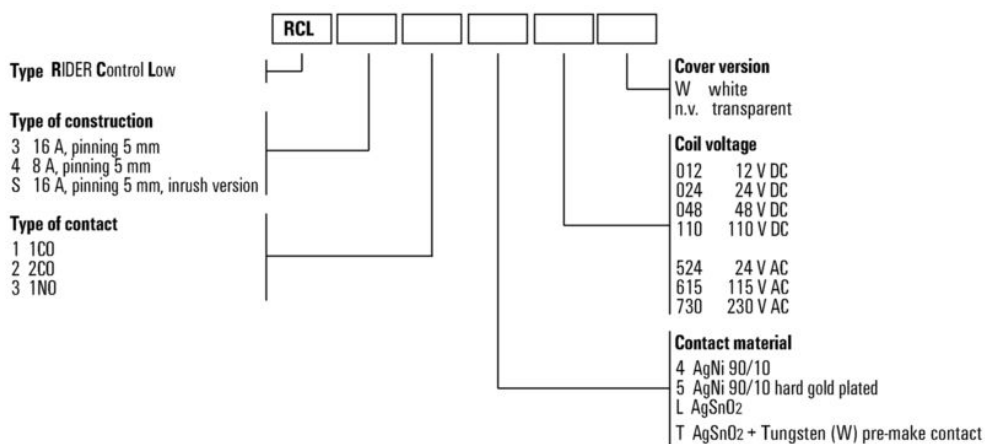 RCL
Type RIDER Control Low
Type of construction
3 16 A, pinning 5 mm
4 8 A, pinning 5 mm
S 16 A, pinning 5 mm, inrush version
Type of contact
1 1CO
2 2CO
3 1NO
Cover version
W white
n.v. transparent
Coil voltage
012 12 V DC
024 24 V DC
048 48 V DC
110 110 V DC
524 24 V AC
615 115 V AC
730 230 V AC
Contact material
4 AgNi 90/10
5 AgNi 90/10 hard gold plated
L AgSnO2
T AgSnO2 + Tungsten (W) pre-make contact